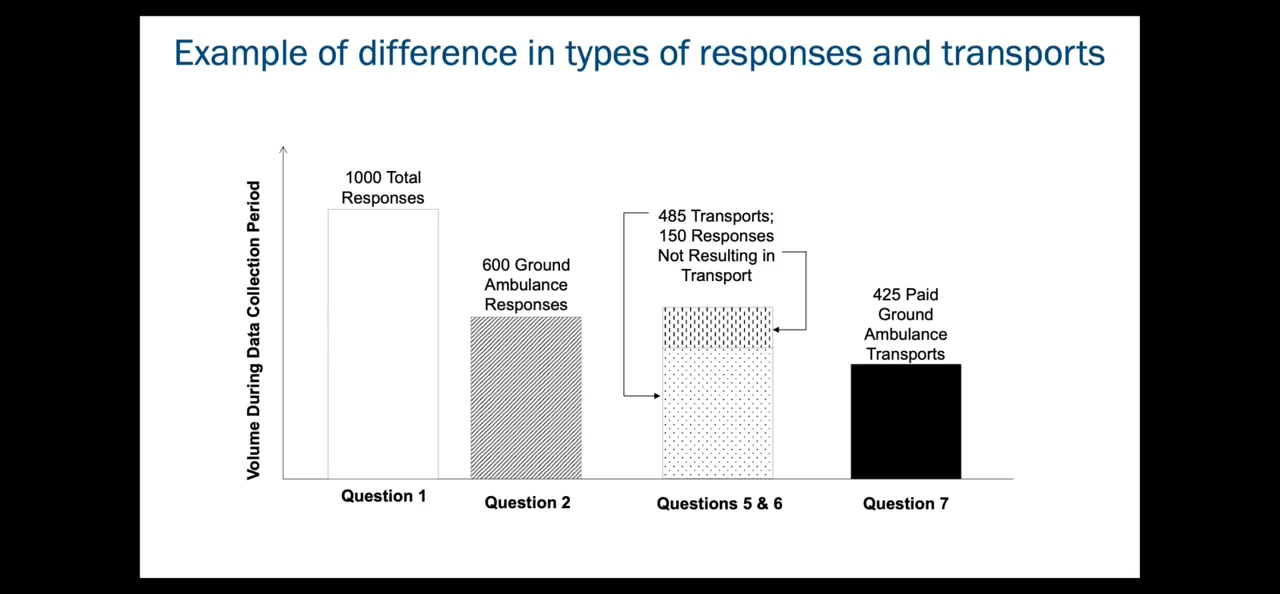 Example of difference in types of responses and transports
Volume During Data Collection Period
1000 Total
Responses
600 Ground
Ambulance
Responses
485 Transports;
150 Responses
Not Resulting in
Transport
425 Paid
Ground
Ambulance
Transports
Question 1
Question 2
Questions 5 & 6
Question 7